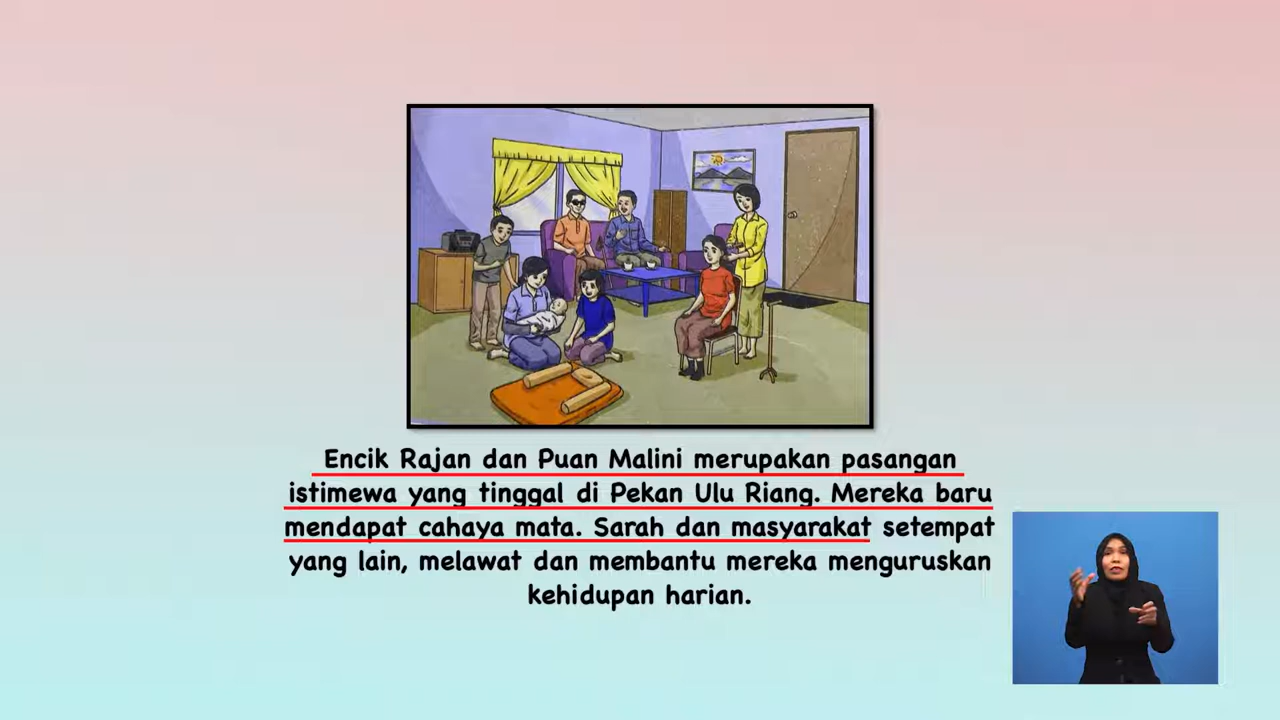 Encik Rajan dan Puan Malini merupakan pasangan
istimewa yang tinggal di Pekan Ulu Riang. Mereka baru
mendapat cahaya mata. Sarah dan masyarakat setempat
yang lain, melawat dan membantu mereka menguruskan
kehidupan harian.